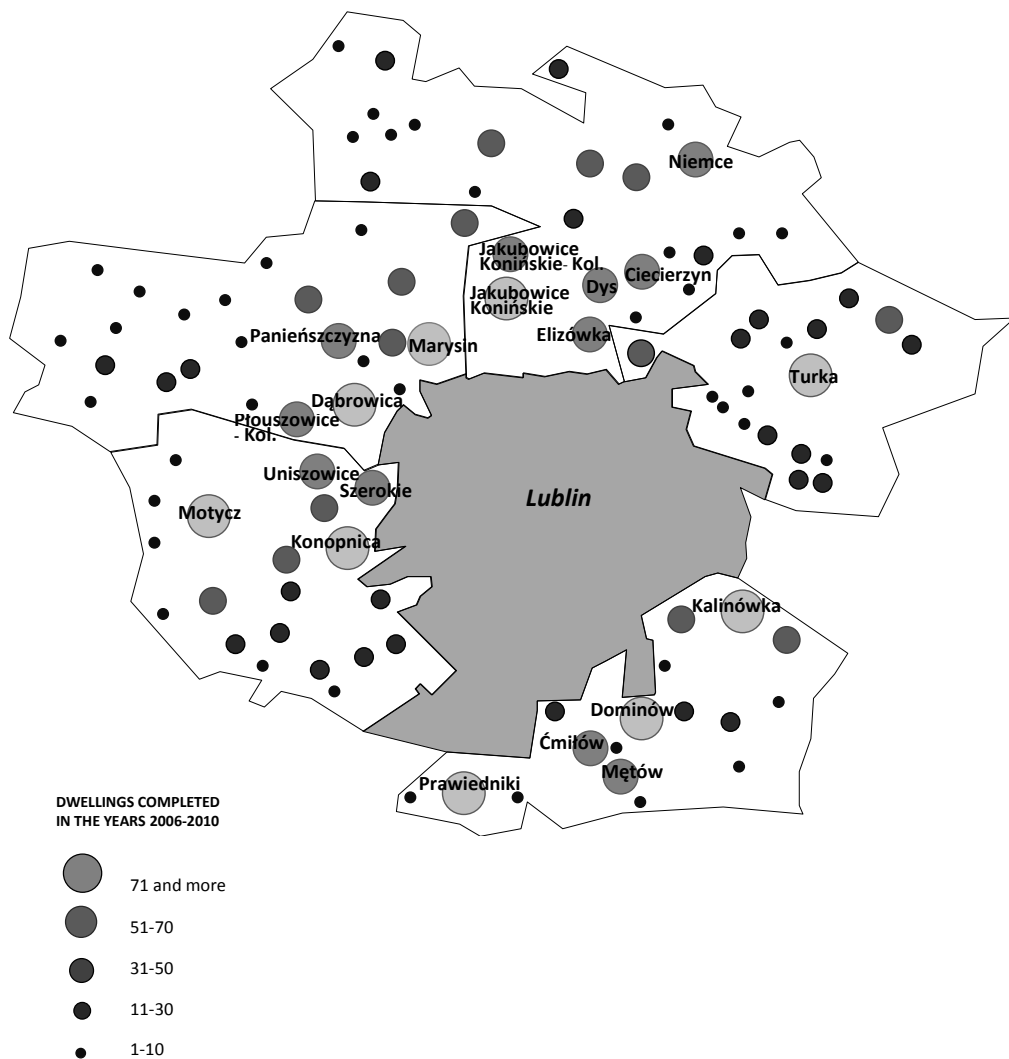 Niemce
Jakubowice
Konińskie- Kol.
Ciecierzyn
Dys
Jakubowice
Konińskie
Elizówka
Panieńszczyzna
Marysin
Turka
Dąbrowica
Płouszowice
- Kol.
Uniszowice
Szerokie
Lublin
Motycz
Konopnica
Kalinówka
Dominów
Ćmiłów
Mętów
Prawiedniki
DWELLINGS COMPLETED
IN THE YEARS 2006-2010
71 and more
51-70
31-50
11-30
1-10